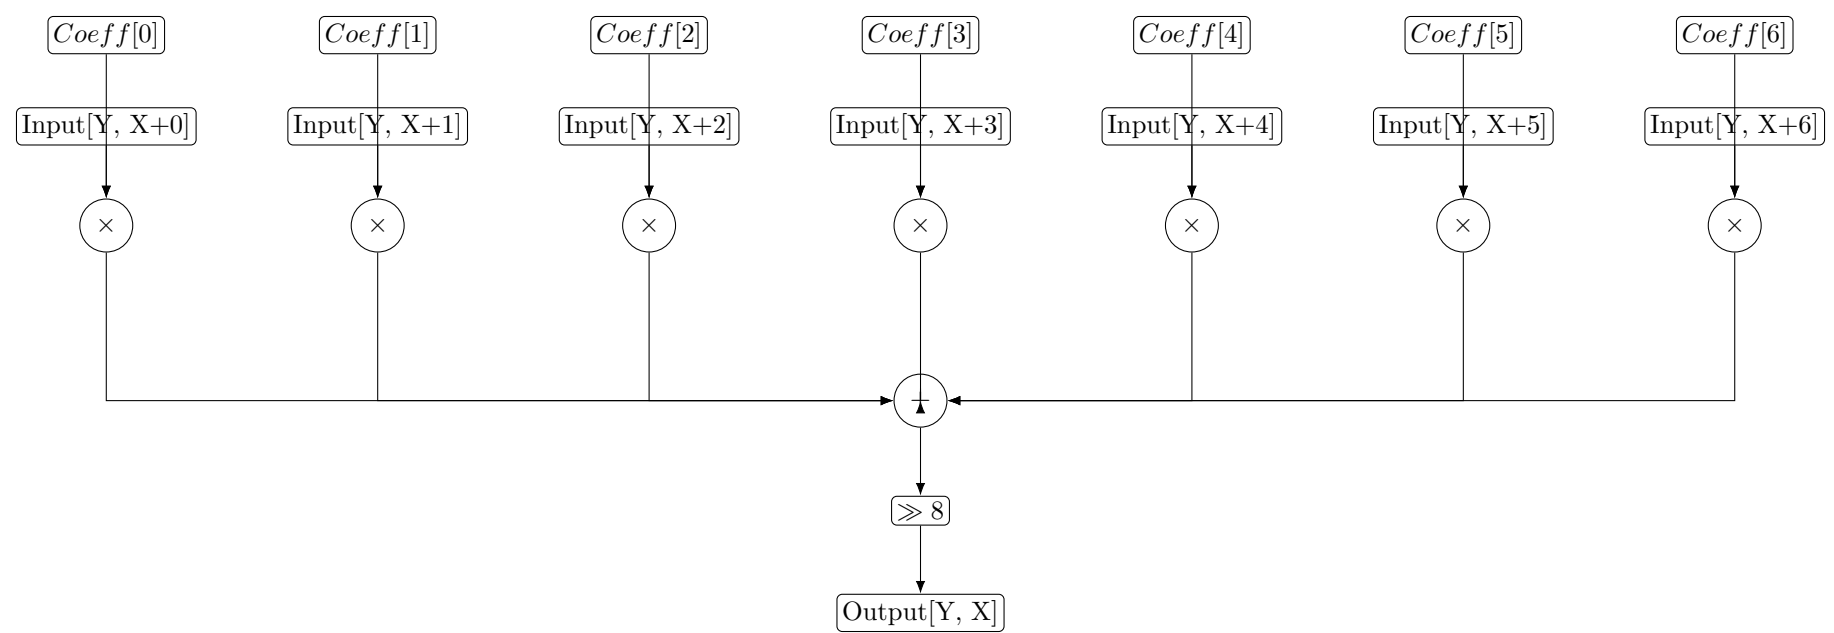 Coeff[0] Coeff[1] Coeff[2] Coeff[3] Coeff[4] Coeff[5] Coeff[6]
Input[Y, X+0] Input[Y, X+1] Input[Y, X+2] Input[Y, X+3] Input[Y, X+4] Input[Y, X+5] Input[Y, X+6]
× × × × × × ×
+
≫ 8
Output[Y, X]